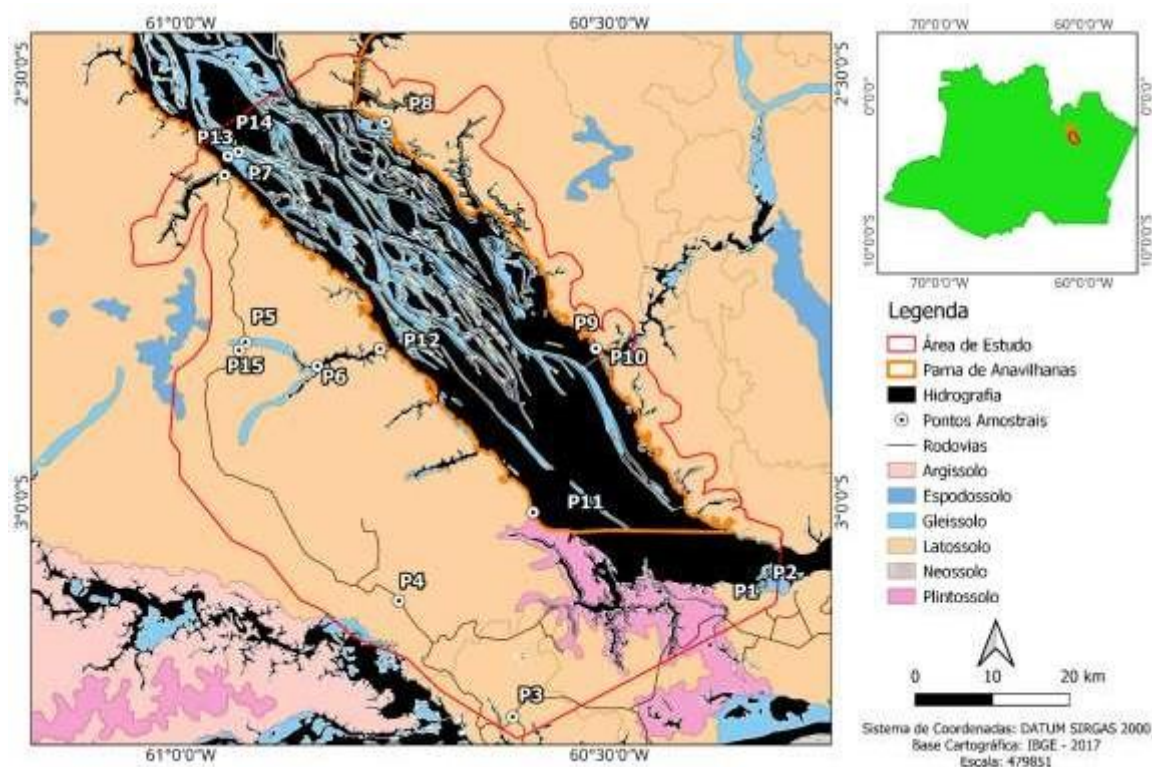 61°0'0"W
60°30'0"W
2°30'0"S
2°30'0"S
P8
P14
P13
P7
P5
P15
P6
P12
P9
P10
3°0'0"S
3°0'0"S
P11
P4
P1
P2
P3
61°0'0"W
60°30'0"W
70°0'0"W
60°0'0"W
0°0'0"
0°0'0"
10°0'0"S
10°0'0"S
70°0'0"W
60°0'0"W
Legenda
Área de Estudo
Parna de Anavilhanas
Hidrografia
Pontos Amostrais
Rodovias
Argissolo
Espodossolo
Gleissolo
Latossolo
Neossolo
Plintossolo
0 10 20 km
Sistema de Coordenadas: DATUM SIRGAS 2000
Base Cartográfica: IBGE - 2017
Escala: 479851